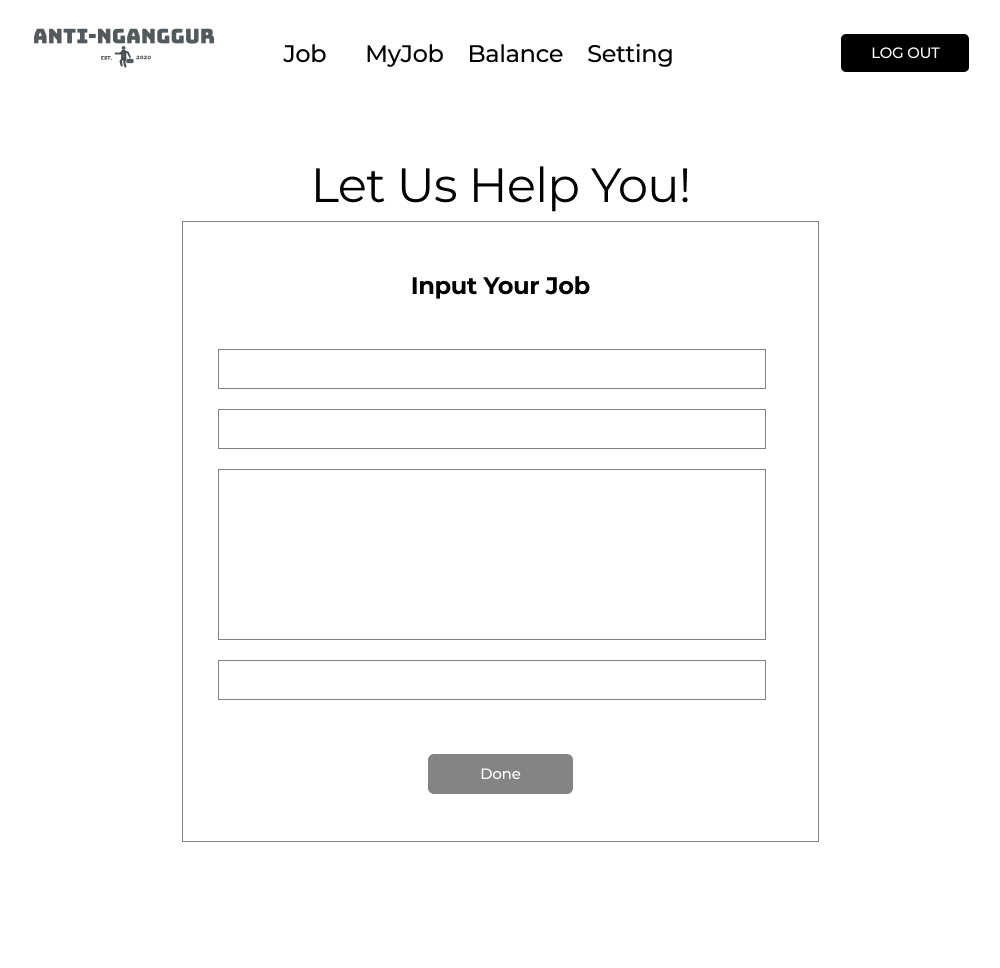 ANTI-NGANGGUR
EST. 2020
Job MyJob Balance Setting
LOG OUT
Let Us Help You!
Input Your Job
Done